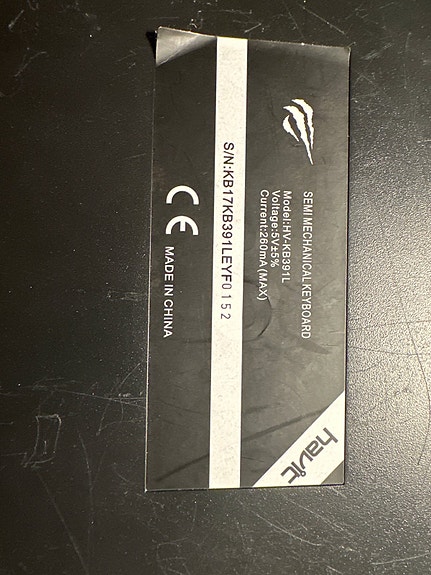 SEMI MECHANICAL KEYBOARD
Model:HV-KB391L
Voltage:5V±5%
Current:260mA(MAX)
S/N:KB17KB391LEYF0152
CE MADE IN CHINA
havit